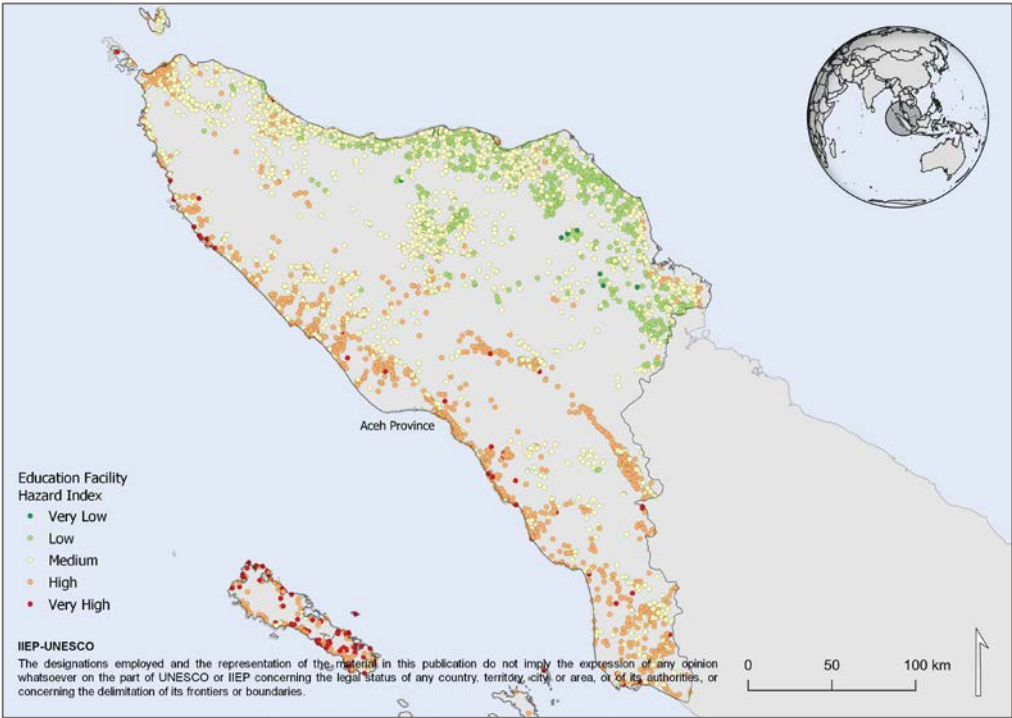 Aceh Province
Education Facility
Hazard Index
Very Low
Low
Medium
High
Very High
IIEP-UNESCO
The designations employed and the representation of the material in this publication do not imply the expression of any opinion
whatsoever on the part of UNESCO or IIEP concerning the legal status of any country, territory, city or area, or of its authorities, or
concerning the delimitation of its frontiers or boundaries.
0 50 100 km